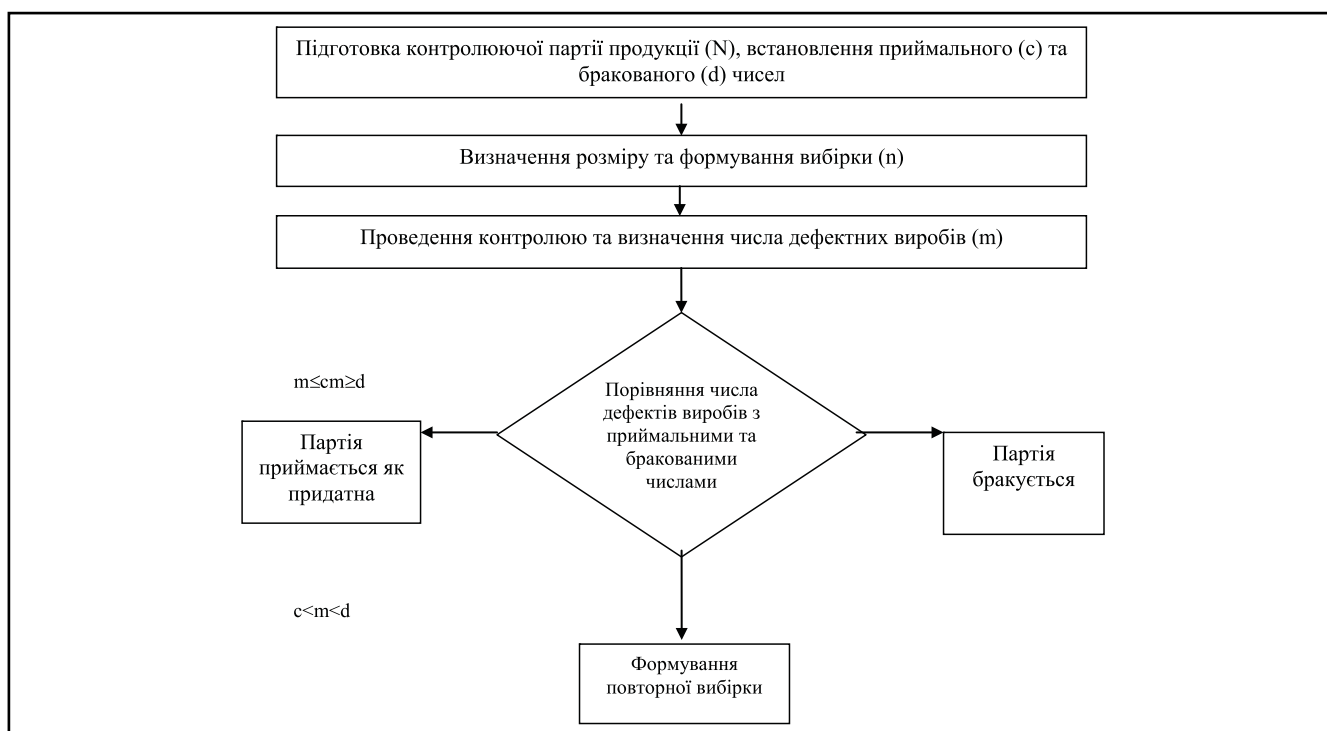 Підготовка контролюючої партії продукції (N), встановлення приймального (с) та
бракованого (d) чисел
Визначення розміру та формування вибірки (n)
Проведення контролюю та визначення числа дефектних виробів (m)
m≤cm≥d
Порівняння числа
дефектів виробів з
приймальними та
бракованими
числами
Партія
приймається як
придатна
Партія
бракується
c<m<d
Формування
повторної вибірки